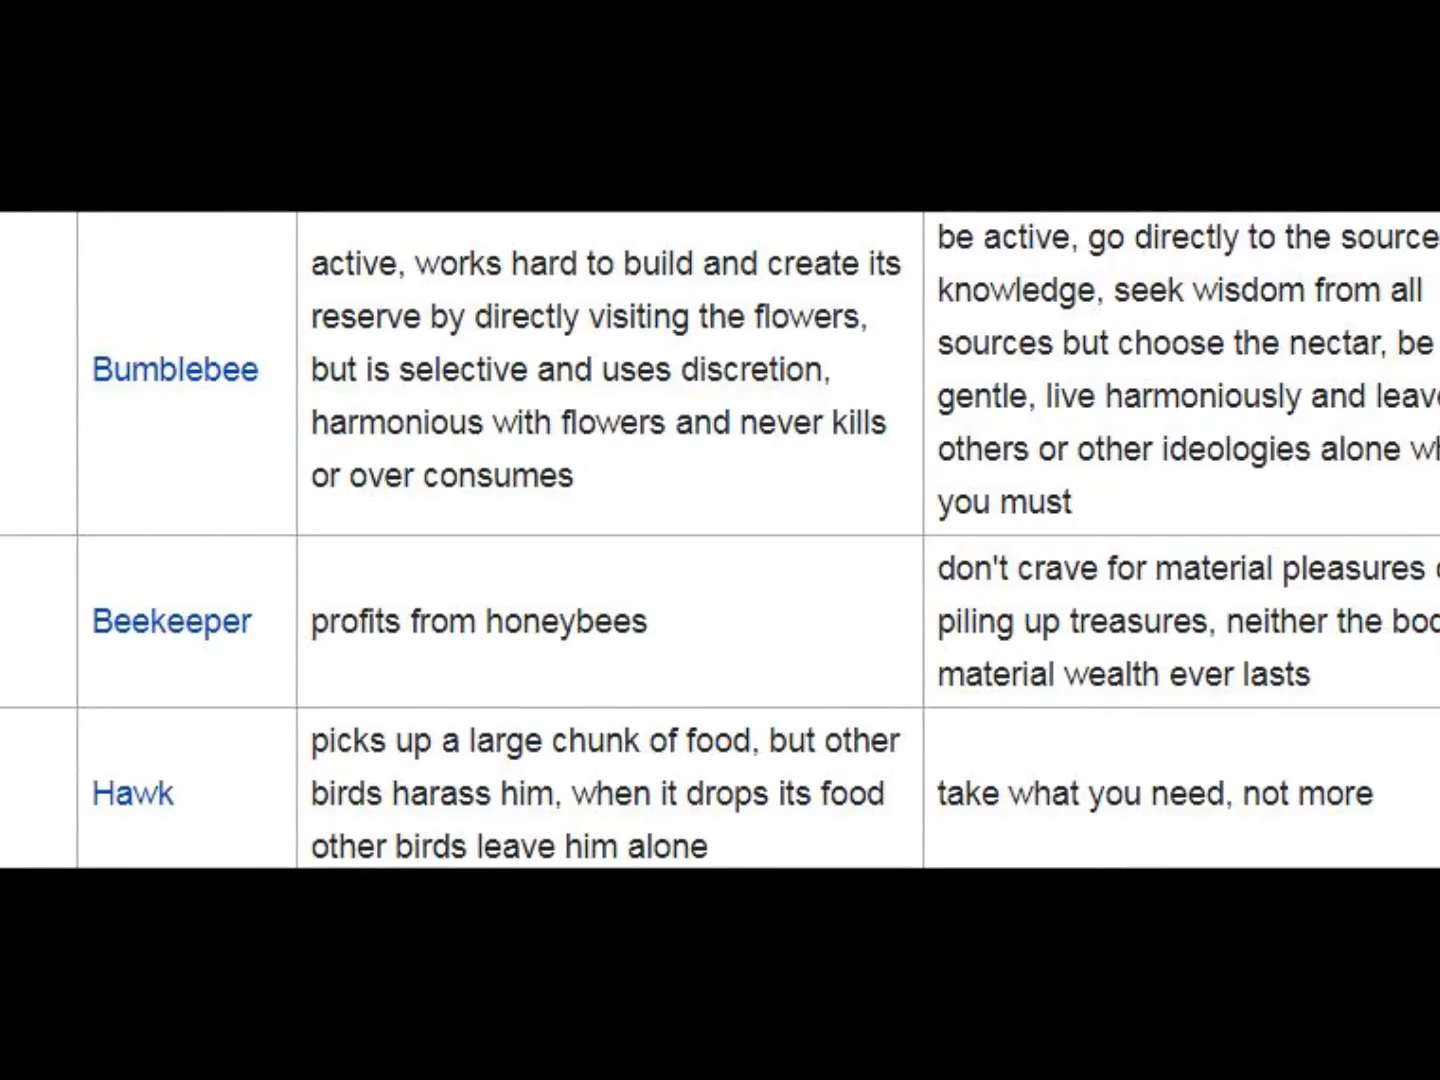 Bumblebee
active, works hard to build and create its
reserve by directly visiting the flowers,
but is selective and uses discretion,
harmonious with flowers and never kills
or over consumes
be active, go directly to the source
knowledge, seek wisdom from all
sources but choose the nectar, be
gentle, live harmoniously and
others or other ideologies alone
you must
Beekeeper
profits from honeybees
don't crave for material pleasures
piling up treasures, neither the
material wealth ever lasts
Hawk
picks up a large chunk of food, but other
birds harass him, when it drops its food
other birds leave him alone
take what you need, not more